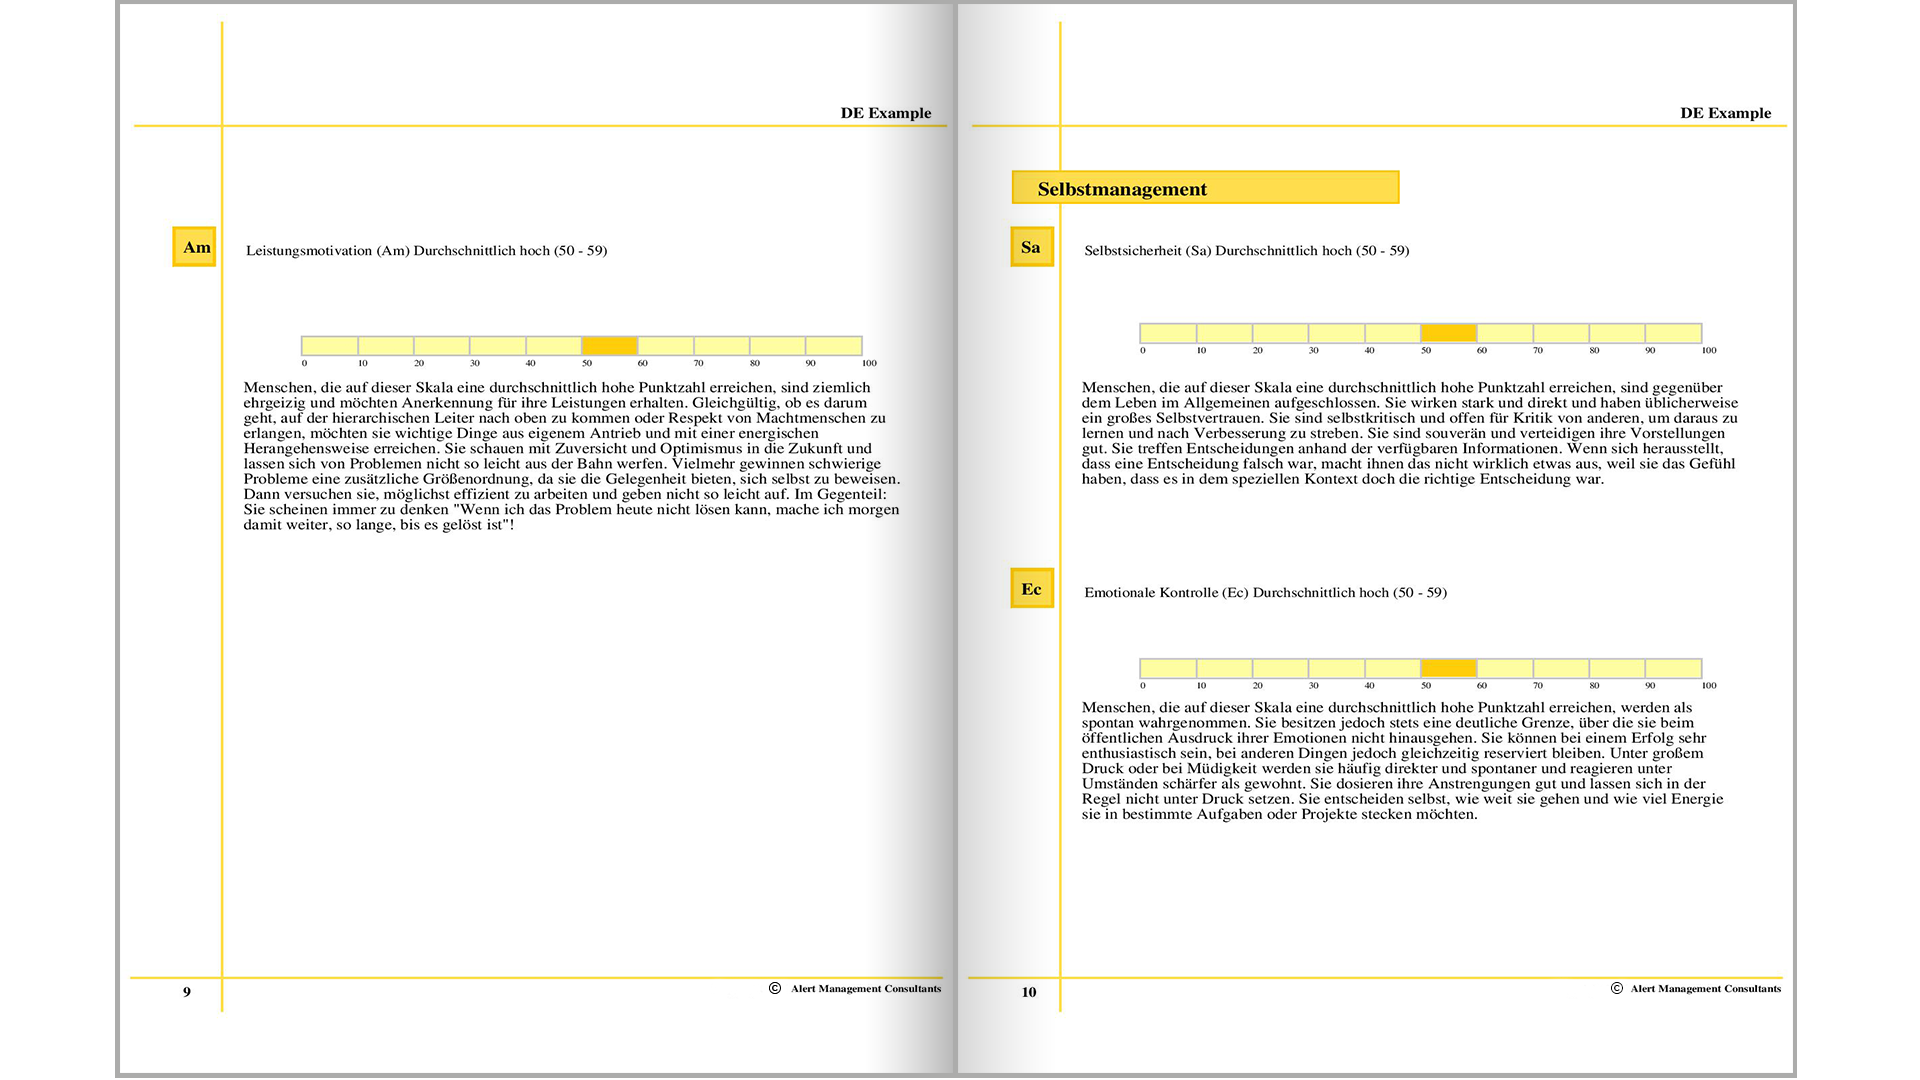 DE Example
Am
Leistungsmotivation (Am) Durchschnittlich hoch (50 - 59)
0 10 20 30 40 50 60 70 80 90 100
Menschen, die auf dieser Skala eine durchschnittlich hohe Punktzahl erreichen, sind ziemlich
ehrgeizig und möchten Anerkennung für ihre Leistungen erhalten. Gleichgültig, ob es darum
geht, auf der hierarchischen Leiter nach oben zu kommen oder Respekt von Machtmenschen zu
erlangen, möchten sie wichtige Dinge aus eigenem Antrieb und mit einer energischen
Herangehensweise erreichen. Sie schauen mit Zuversicht und Optimismus in die Zukunft und
lassen sich von Problemen nicht so leicht aus der Bahn werfen. Vielmehr gewinnen schwierige
Probleme eine zusätzliche Größenordnung, da sie die Gelegenheit bieten, sich selbst zu beweisen.
Dann versuchen sie, möglichst effizient zu arbeiten und geben nicht so leicht auf. Im Gegenteil:
Sie scheinen immer zu denken "Wenn ich das Problem heute nicht lösen kann, mache ich morgen
damit weiter, so lange, bis es gelöst ist"!
9
© Alert Management Consultants
DE Example
Selbstmanagement
Sa
Selbstsicherheit (Sa) Durchschnittlich hoch (50 - 59)
0 10 20 30 40 50 60 70 80 90 100
Menschen, die auf dieser Skala eine durchschnittlich hohe Punktzahl erreichen, sind gegenüber
dem Leben im Allgemeinen aufgeschlossen. Sie wirken stark und direkt und haben üblicherweise
ein großes Selbstvertrauen. Sie sind selbstkritisch und offen für Kritik von anderen, um daraus zu
lernen und nach Verbesserung zu streben. Sie sind souverän und verteidigen ihre Vorstellungen
gut. Sie treffen Entscheidungen anhand der verfügbaren Informationen. Wenn sich herausstellt,
dass eine Entscheidung falsch war, macht ihnen das nicht wirklich etwas aus, weil sie das Gefühl
haben, dass es in dem speziellen Kontext doch die richtige Entscheidung war.
Ec
Emotionale Kontrolle (Ec) Durchschnittlich hoch (50 - 59)
0 10 20 30 40 50 60 70 80 90 100
Menschen, die auf dieser Skala eine durchschnittlich hohe Punktzahl erreichen, werden als
spontan wahrgenommen. Sie besitzen jedoch stets eine deutliche Grenze, über die sie beim
öffentlichen Ausdruck ihrer Emotionen nicht hinausgehen. Sie können bei einem Erfolg sehr
enthusiastisch sein, bei anderen Dingen jedoch gleichzeitig reserviert bleiben. Unter großem
Druck oder bei Müdigkeit werden sie häufig direkter und spontaner und reagieren unter
Umständen schärfer als gewohnt. Sie dosieren ihre Anstrengungen gut und lassen sich in der
Regel nicht unter Druck setzen. Sie entscheiden selbst, wie weit sie gehen und wie viel Energie
sie in bestimmte Aufgaben oder Projekte stecken möchten.
10
© Alert Management Consultants